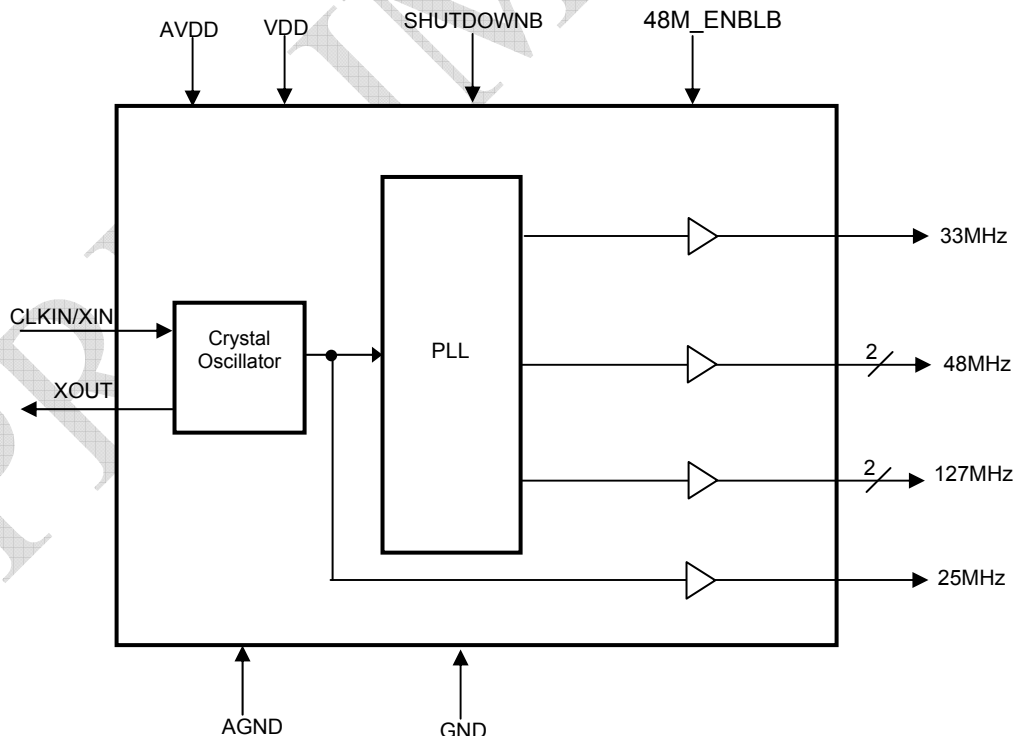 AVDD
VDD
SHUTDOWNB
48M_ENBLB
33MHz
CLKIN/XIN
Crystal
Oscillator
PLL
2
48MHz
XOUT
2
127MHz
25MHz
AGND
GND